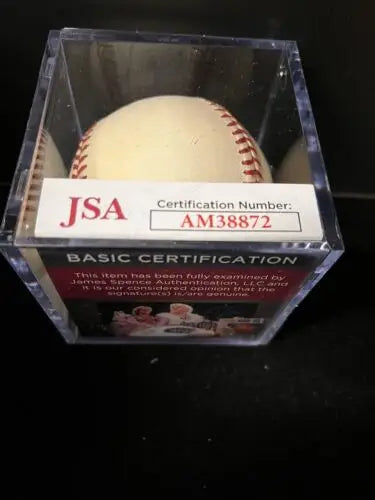 JSA
Certification Number:
AM38872
BASIC CERTIFICATION
This item has been fully examined by
James Spence Authentication, LLC and
it is our considered opinion that the
signature(s) is/are genuine.